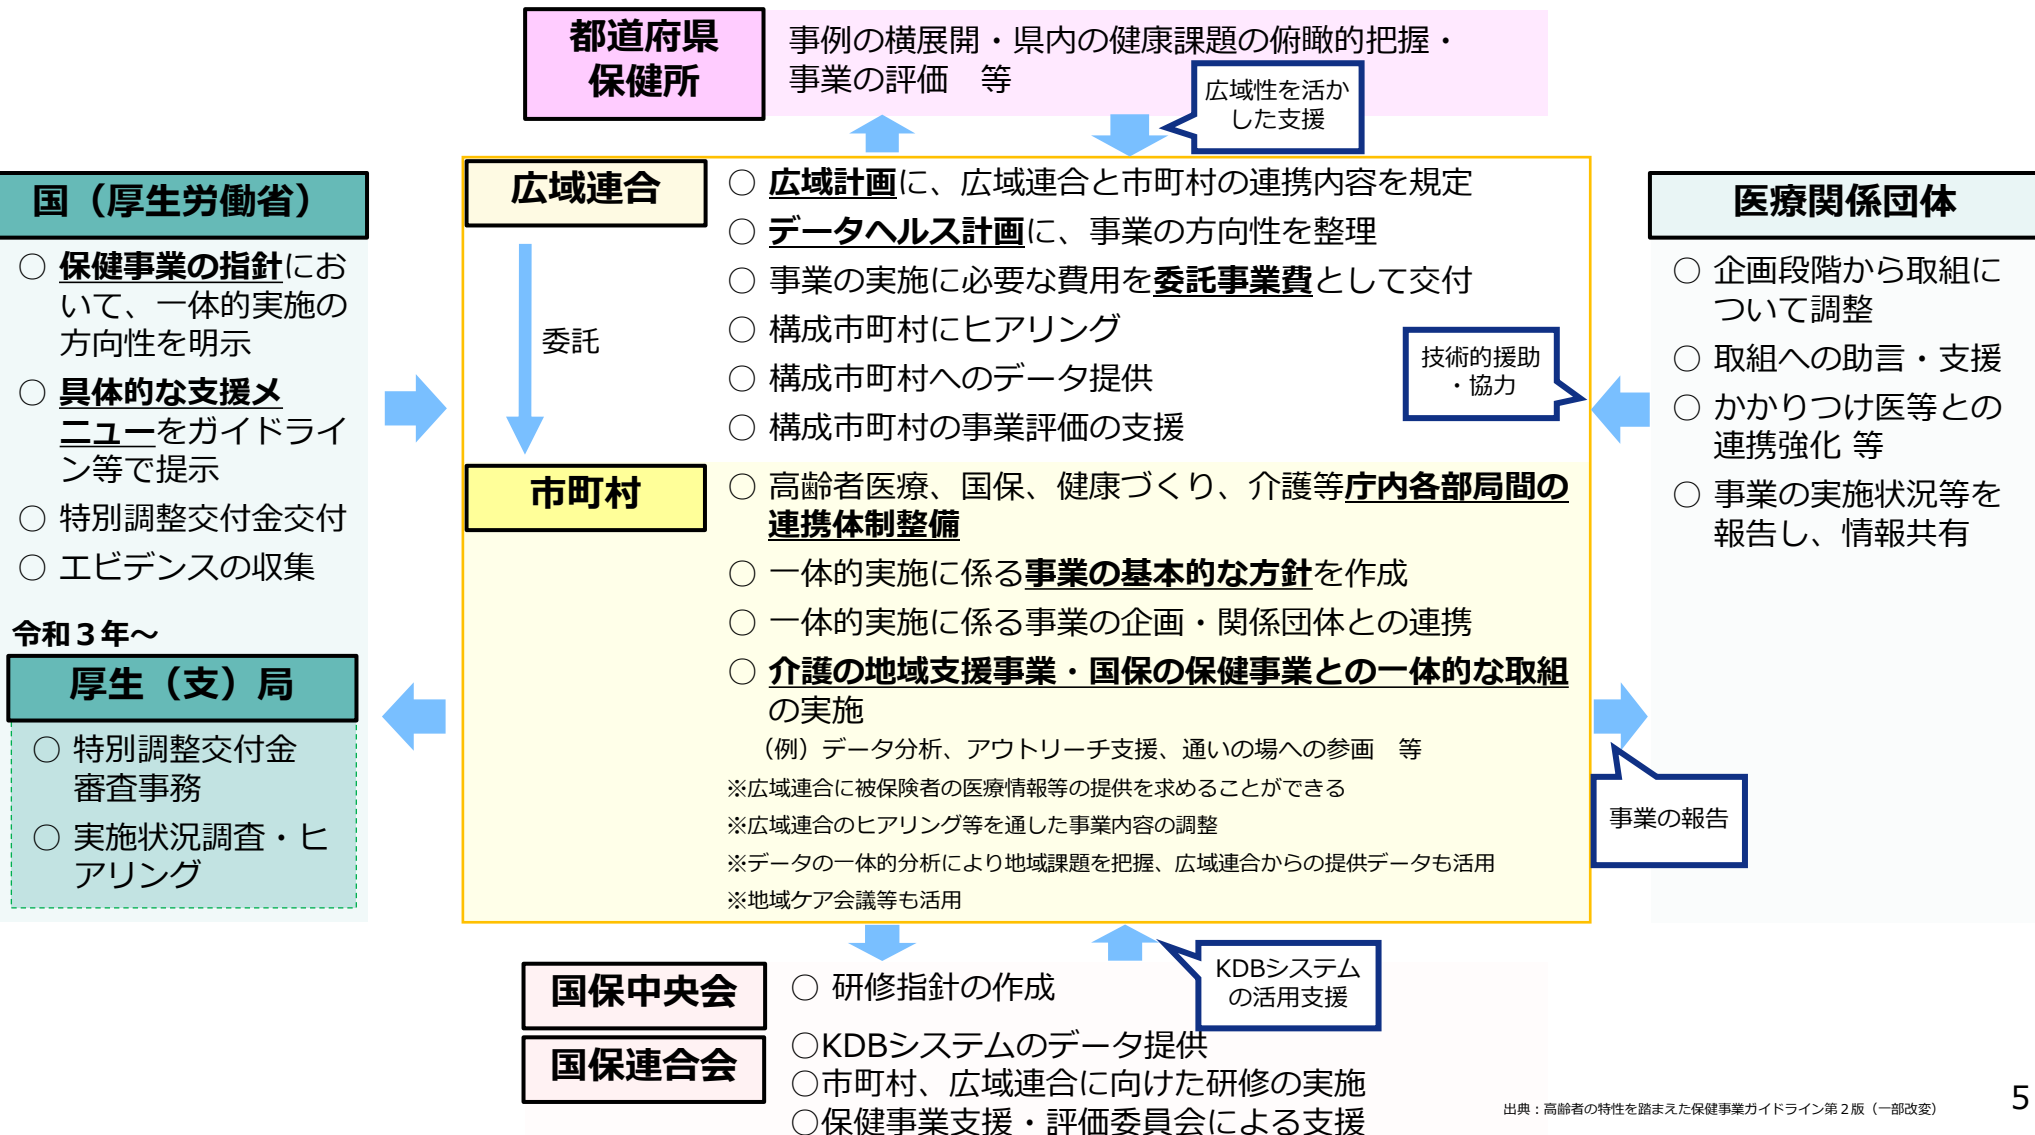 都道府県
保健所
事例の横展開・県内の健康課題の俯瞰的把握・
事業の評価　等
広域性を活か
した支援
国（厚生労働省）
○ 保健事業の指針にお
いて、一体的実施の
方向性を明示
○ 具体的な支援メ
ニューをガイドライ
ン等で提示
○ 特別調整交付金交付
○ エビデンスの収集
令和３年～
厚生（支）局
○ 特別調整交付金
審査事務
○ 実施状況調査・ヒ
アリング
広域連合
○ 広域計画に、広域連合と市町村の連携内容を規定
○ データヘルス計画に、事業の方向性を整理
○ 事業の実施に必要な費用を委託事業費として交付
○ 構成市町村にヒアリング
○ 構成市町村へのデータ提供
○ 構成市町村の事業評価の支援
委託
技術的援助
・協力
市町村
○ 高齢者医療、国保、健康づくり、介護等庁内各部局間の
連携体制整備
○ 一体的実施に係る事業の基本的な方針を作成
○ 一体的実施に係る事業の企画・関係団体との連携
○ 介護の地域支援事業・国保の保健事業との一体的な取組
の実施
（例）データ分析、アウトリーチ支援、通いの場への参画　等
※広域連合に被保険者の医療情報等の提供を求めることができる
※広域連合のヒアリング等を通した事業内容の調整
※データの一体的分析により地域課題を把握、広域連合からの提供データも活用
※地域ケア会議等も活用
医療関係団体
○ 企画段階から取組に
ついて調整
○ 取組への助言・支援
○ かかりつけ医等との
連携強化 等
○ 事業の実施状況等を
報告し、情報共有
事業の報告
国保中央会
○ 研修指針の作成
KDBシステム
の活用支援
国保連合会
○KDBシステムのデータ提供
○市町村、広域連合に向けた研修の実施
○保健事業支援・評価委員会による支援
出典：高齢者の特性を踏まえた保健事業ガイドライン第２版（一部改変）
5